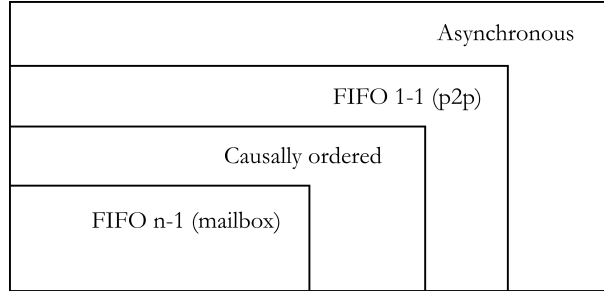 Asynchronous
FIFO 1-1 (p2p)
Causally ordered
FIFO n-1 (mailbox)